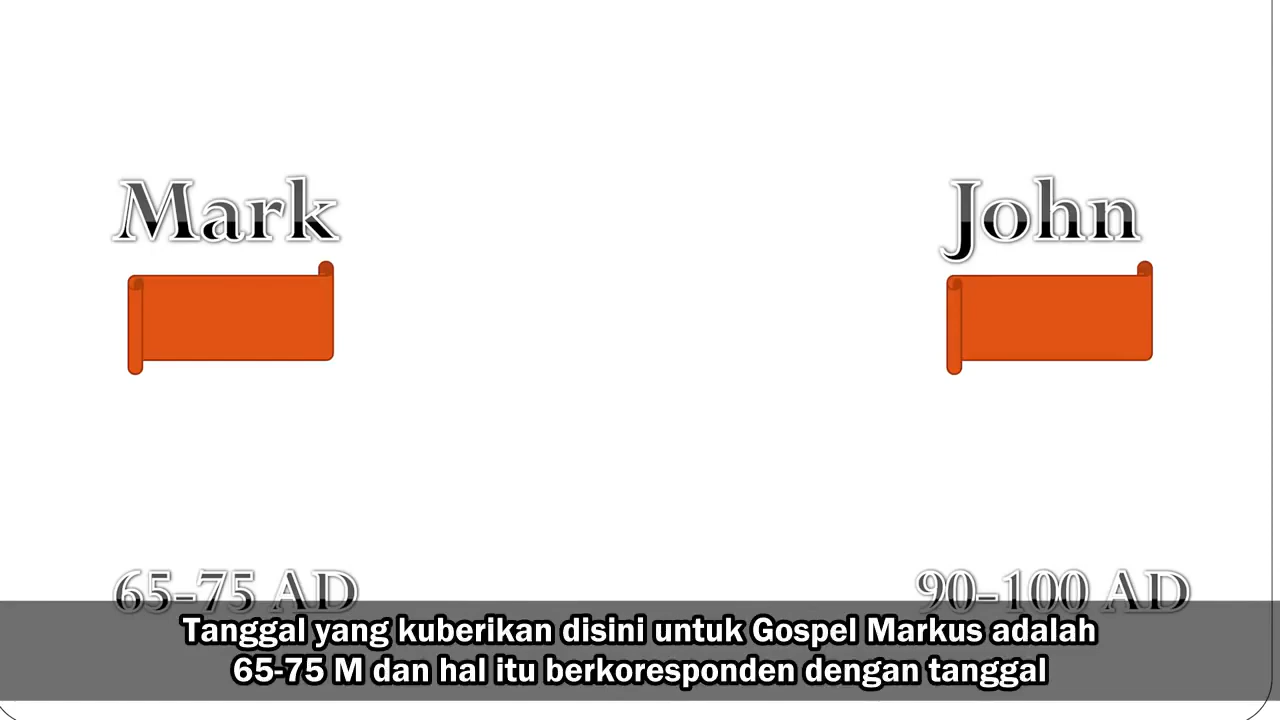 Mark
John
65-75 AD
90-100 AD
Tanggal yang kuberikan disini untuk Gospel Markus adalah
65-75 M dan hal itu berkoresponden dengan tanggal